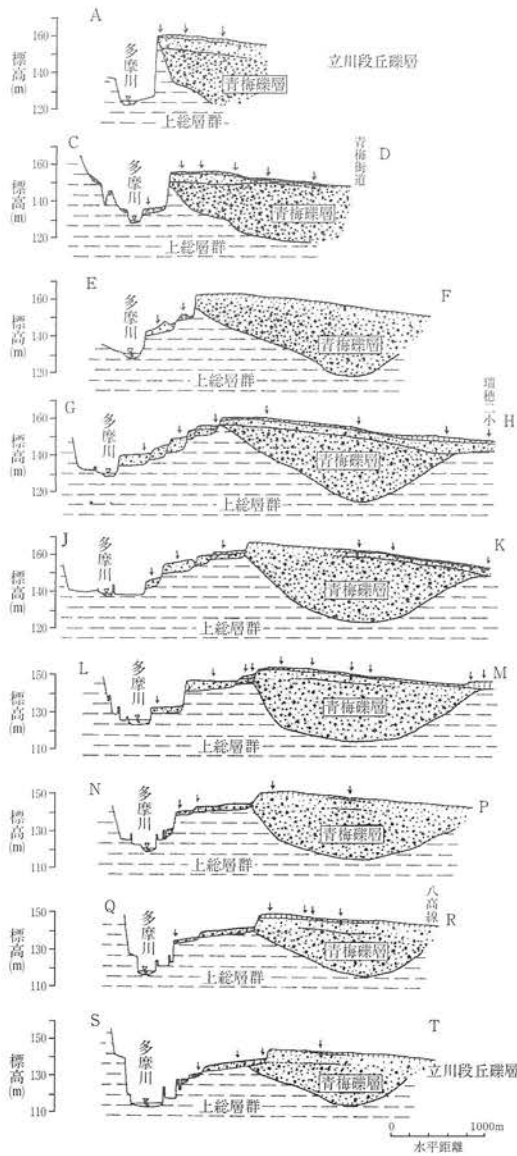 A
多摩川
立川段丘礫層
標高(m)
160
140
120
青梅礫層
上総層群
C
多摩川
青梅街道
D
標高(m)
160
140
120
青梅礫層
上総層群
E
多摩川
F
標高(m)
160
140
120
青梅礫層
上総層群
G
多摩川
瑞穂二小
H
標高(m)
160
140
120
青梅礫層
上総層群
J
多摩川
K
標高(m)
160
140
120
青梅礫層
上総層群
L
多摩川
M
標高(m)
150
130
110
青梅礫層
上総層群
N
多摩川
P
標高(m)
150
130
110
青梅礫層
上総層群
Q
多摩川
八高線
R
標高(m)
150
130
110
青梅礫層
上総層群
S
多摩川
T
標高(m)
150
130
110
立川段丘礫層
青梅礫層
上総層群
0 1000m
水平距離